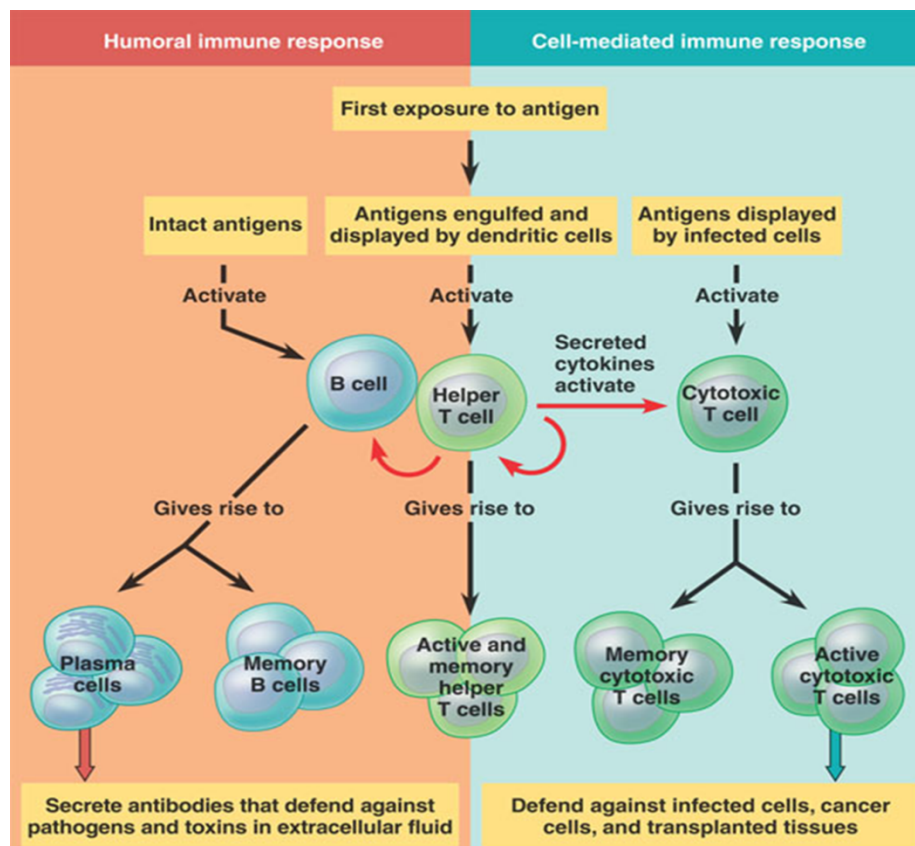 Humoral immune response
Cell-mediated immune response
First exposure to antigen
Intact antigens
Antigens engulfed and
displayed by dendritic cells
Antigens displayed
by infected cells
Activate
Activate
Activate
Secreted
cytokines
activate
B cell
Helper
T cell
Cytotoxic
T cell
Gives rise to
Gives rise to
Gives rise to
Plasma
cells
Memory
B cells
Active and
memory
helper
T cells
Memory
cytotoxic
T cells
Active
cytotoxic
T cells
Secrete antibodies that defend against
pathogens and toxins in extracellular fluid
Defend against infected cells, cancer
cells, and transplanted tissues